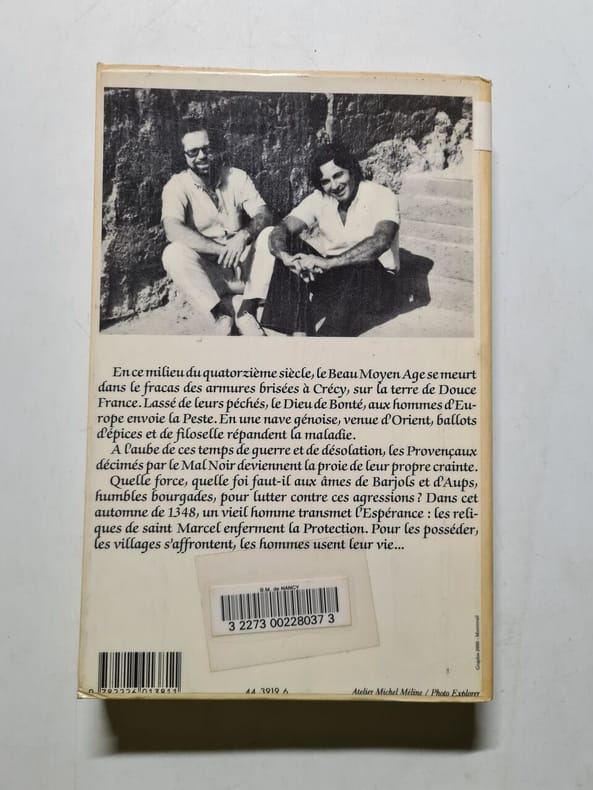 En ce milieu du quatorzième siècle, le Beau Moyen Age se meurt
dans le fracas des armures brisées à Crécy, sur la terre de Douce
France. Lassé de leurs péchés, le Dieu de Bonté, aux hommes d'Eu-
rope envoie la Peste. En une nave génoise, venue d'Orient, ballots
d'épices et de filoselle répandent la maladie.
A l'aube de ces temps de guerre et de désolation, les Provençaux
décimés par le Mal Noir deviennent la proie de leur propre crainte.
Quelle force, quelle foi faut-il aux âmes de Barjols et d'Aups,
humbles bourgades, pour lutter contre ces agressions ? Dans cet
automne de 1348, un vieil homme transmet l'Espérance : les reli-
ques de saint Marcel enferment la Protection. Pour les posséder,
les villages s'affrontent, les hommes usent leur vie...
B.M. de NANCY
3 2273 00228037 3
Graphin 2000 - Montreuil
9 782226 013811
44 3919 6
Atelier Michel Méline / Photo Explorer